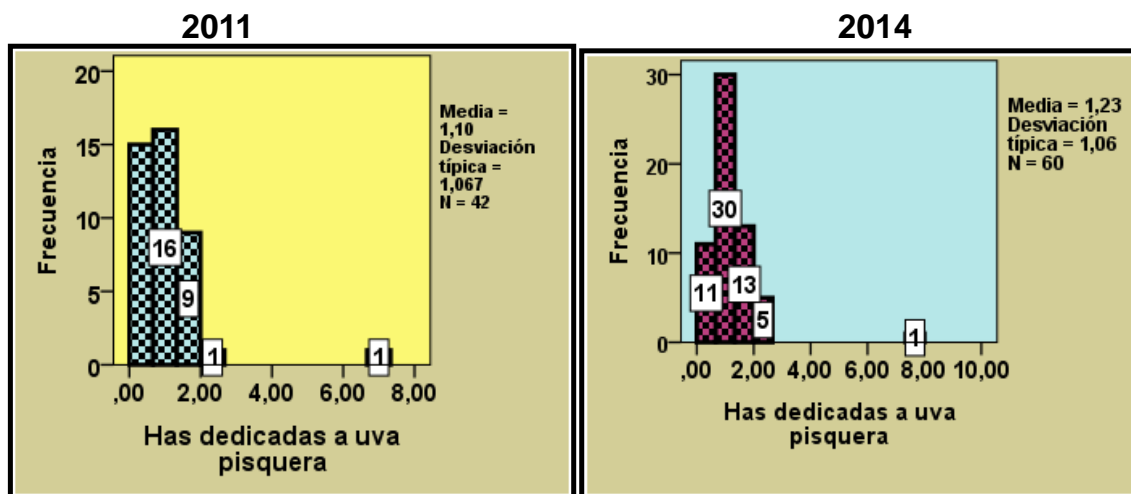 2011
20
15
10
5
0
Frecuencia
16
9
1
1
,00 2,00 4,00 6,00 8,00
Has dedicadas a uva
pisquera
Media =
1,10
Desviación
típica =
1,067
N = 42
2014
30
20
10
0
Frecuencia
11
30
13
5
1
,00 2,00 4,00 6,00 8,00 10,00
Has dedicadas a uva
pisquera
Media = 1,23
Desviación
típica = 1,06
N = 60